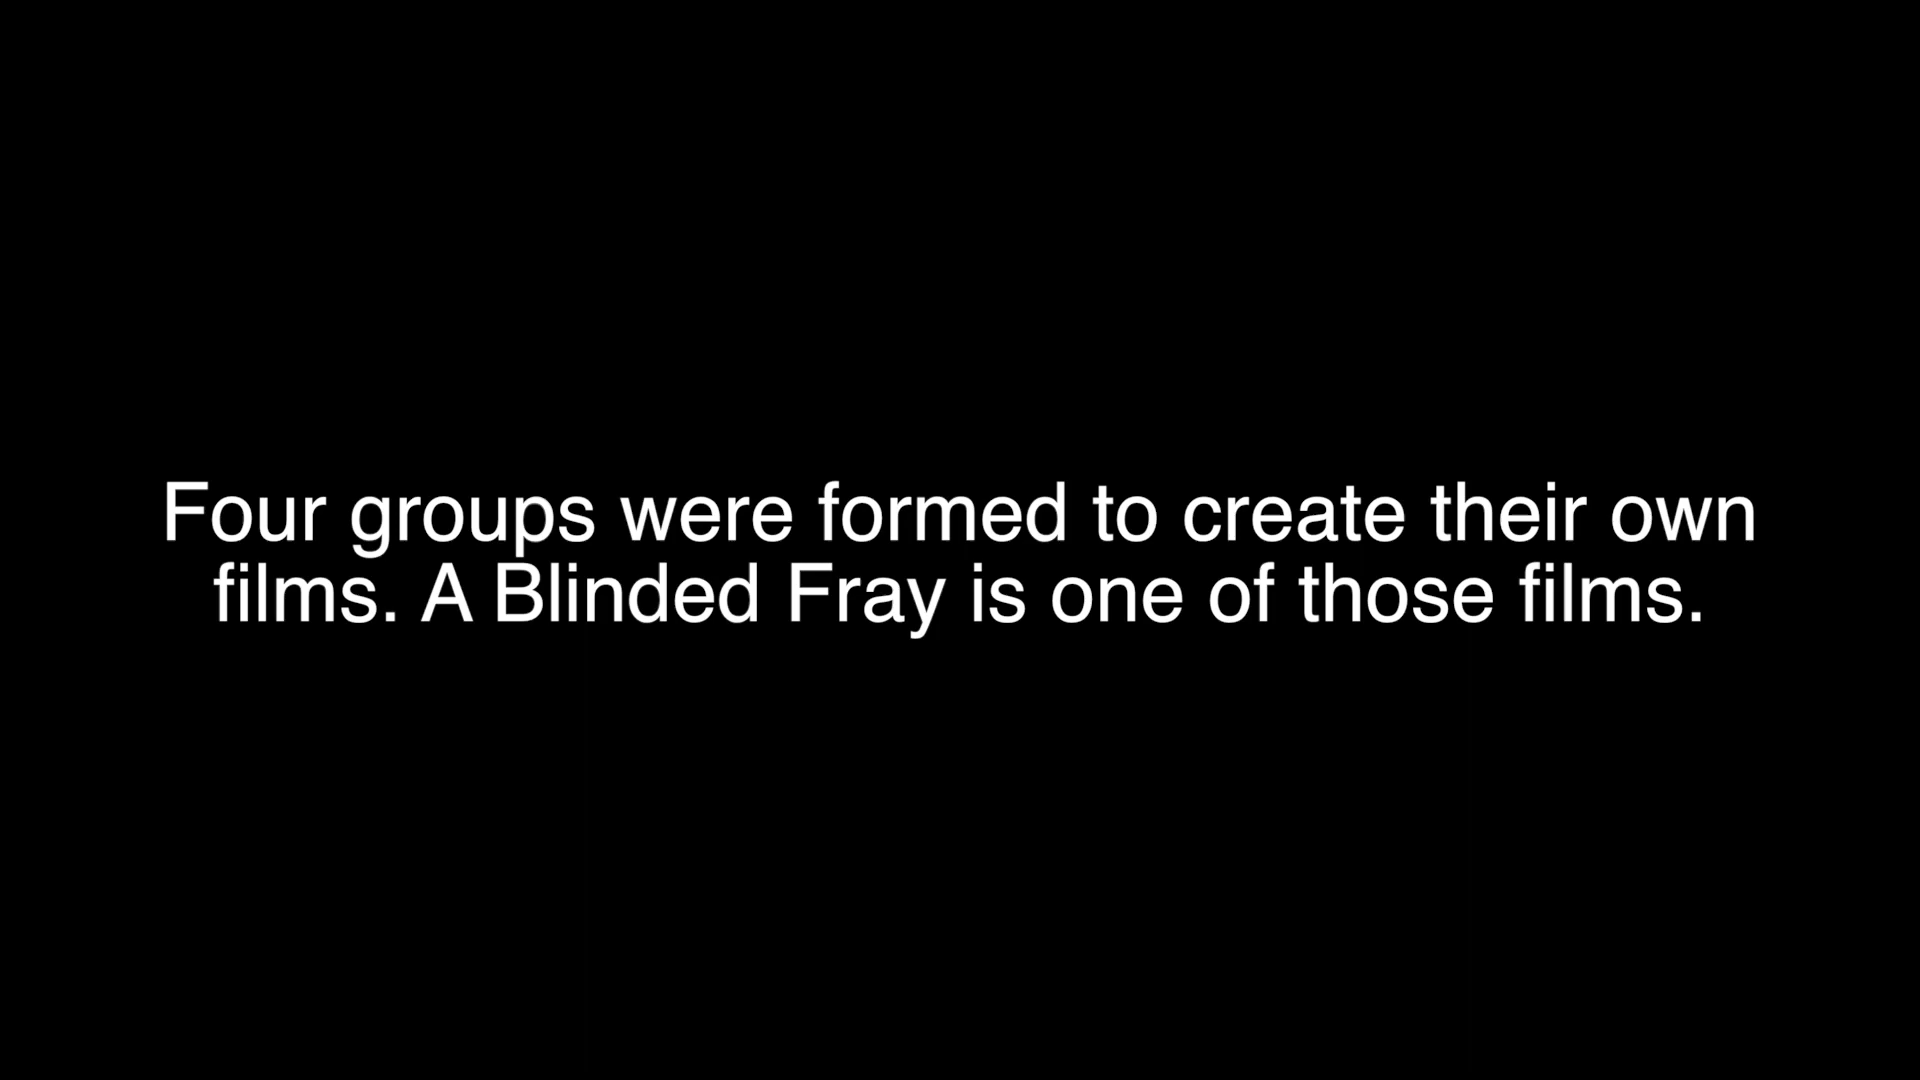 Four groups were formed to create their own
films. A Blinded Fray is one of those films.